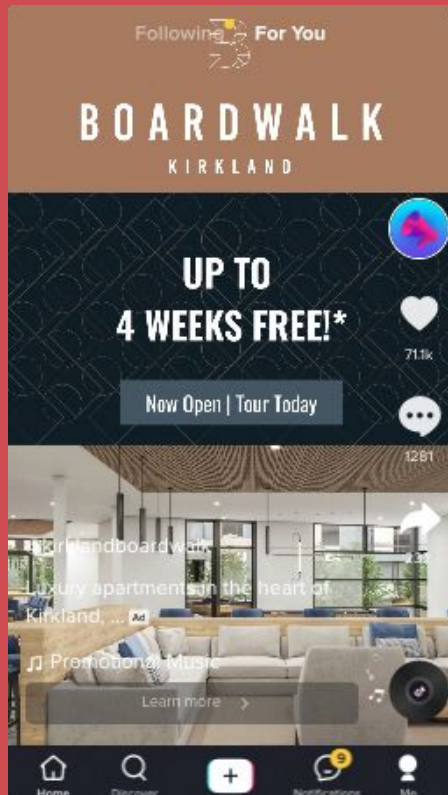 Following For You
BOARDWALK
KIRKLAND
UP TO
4 WEEKS FREE!*
71.1k
Now Open | Tour Today
1281
@kirklandboardwalk
Luxury apartments in the heart of
Kirkland, ... Ad
Promotional Music
Learn more >
9
Home Discover Notifications Me